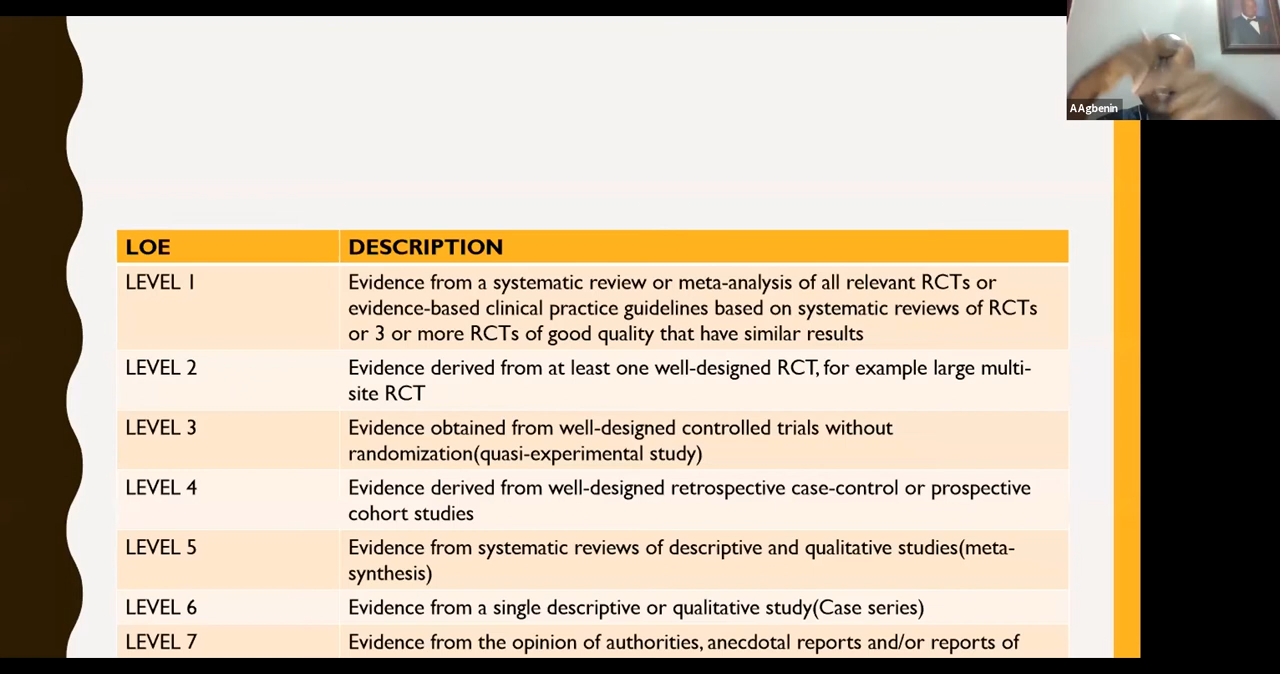 A Agbenin
LOE DESCRIPTION
LEVEL 1 Evidence from a systematic review or meta-analysis of all relevant RCTs or
evidence-based clinical practice guidelines based on systematic reviews of RCTs
or 3 or more RCTs of good quality that have similar results
LEVEL 2 Evidence derived from at least one well-designed RCT, for example large multi-
site RCT
LEVEL 3 Evidence obtained from well-designed controlled trials without
randomization(quasi-experimental study)
LEVEL 4 Evidence derived from well-designed retrospective case-control or prospective
cohort studies
LEVEL 5 Evidence from systematic reviews of descriptive and qualitative studies(meta-
synthesis)
LEVEL 6 Evidence from a single descriptive or qualitative study(Case series)
LEVEL 7 Evidence from the opinion of authorities, anecdotal reports and/or reports of